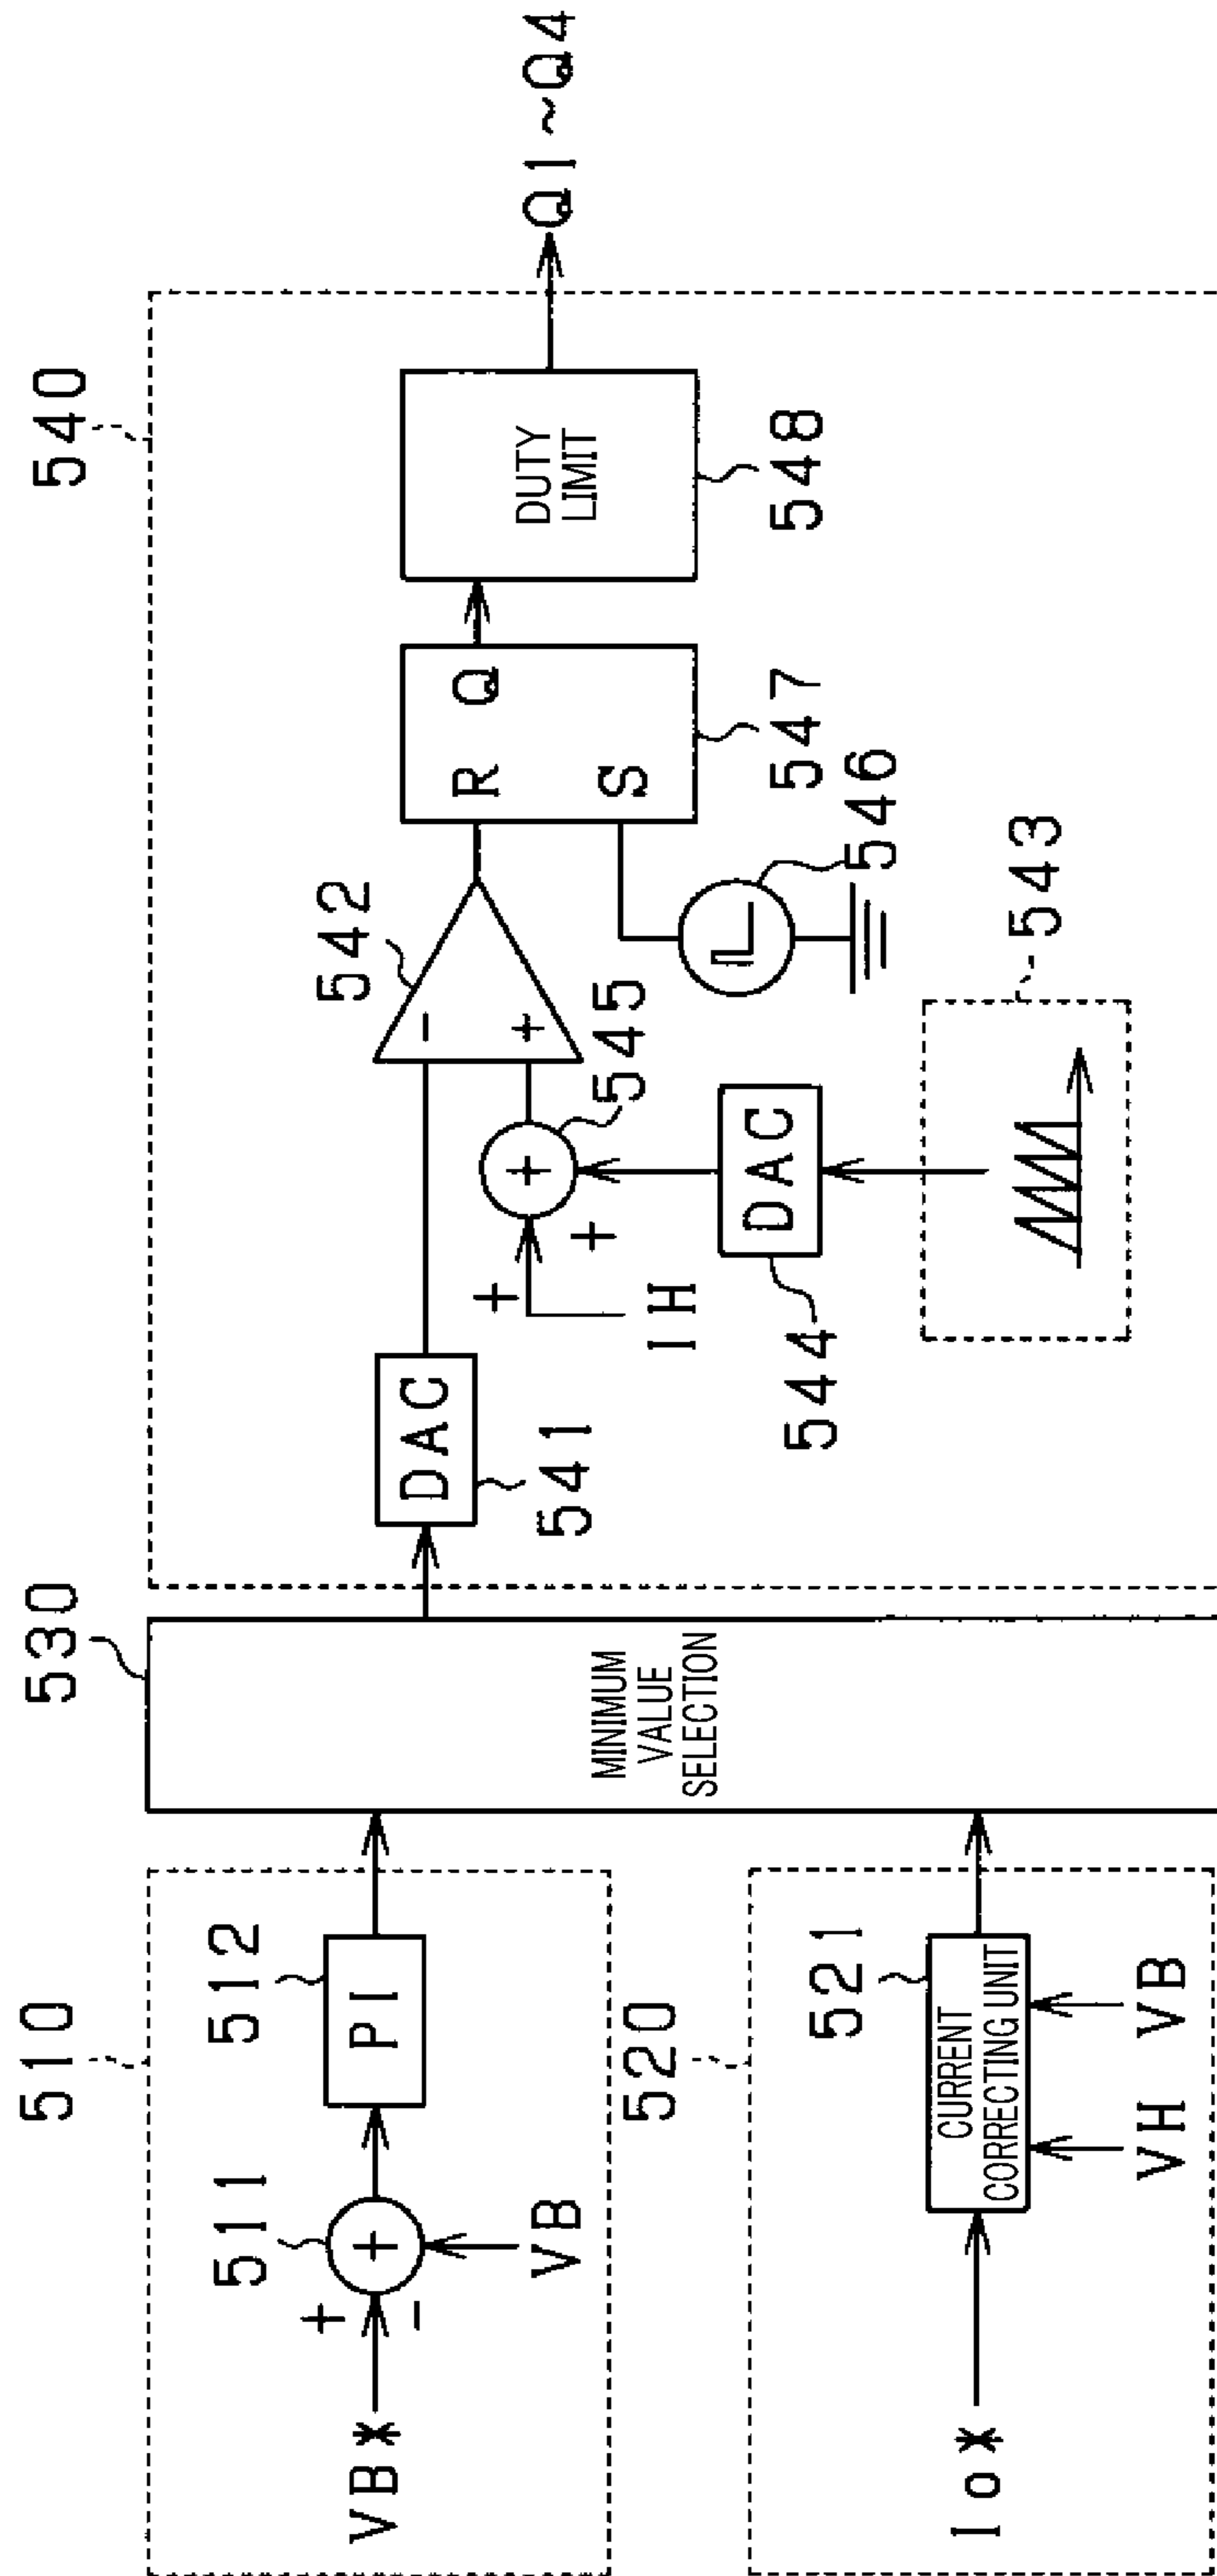 510
511
512
VB*
+
-
+
PI
VB
520
521
Io*
CURRENT
CORRECTING UNIT
VH
VB
530
MINIMUM
VALUE
SELECTION
540
DAC
541
542
-
+
IH
+
+
+
545
DAC
544
543
546
R
Q
S
547
DUTY
LIMIT
548
Q1~Q4